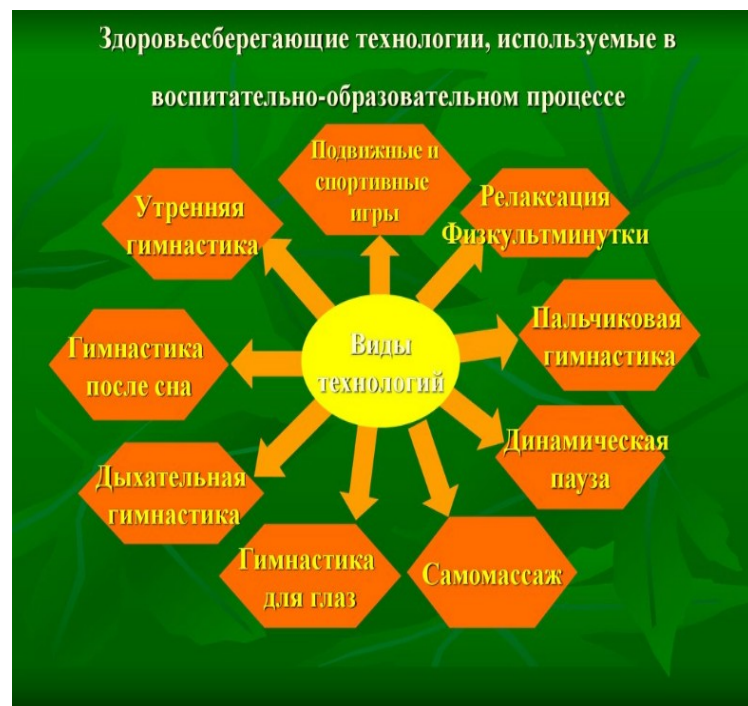 Здоровьесберегающие технологии, используемые в
воспитательно-образовательном процессе
Подвижные и
спортивные
игры
Утренняя
гимнастика
Релаксация
Физкультминутки
Гимнастика
после сна
Виды
технологий
Пальчиковая
гимнастика
Дыхательная
гимнастика
Динамическая
пауза
Гимнастика
для глаз
Самомассаж